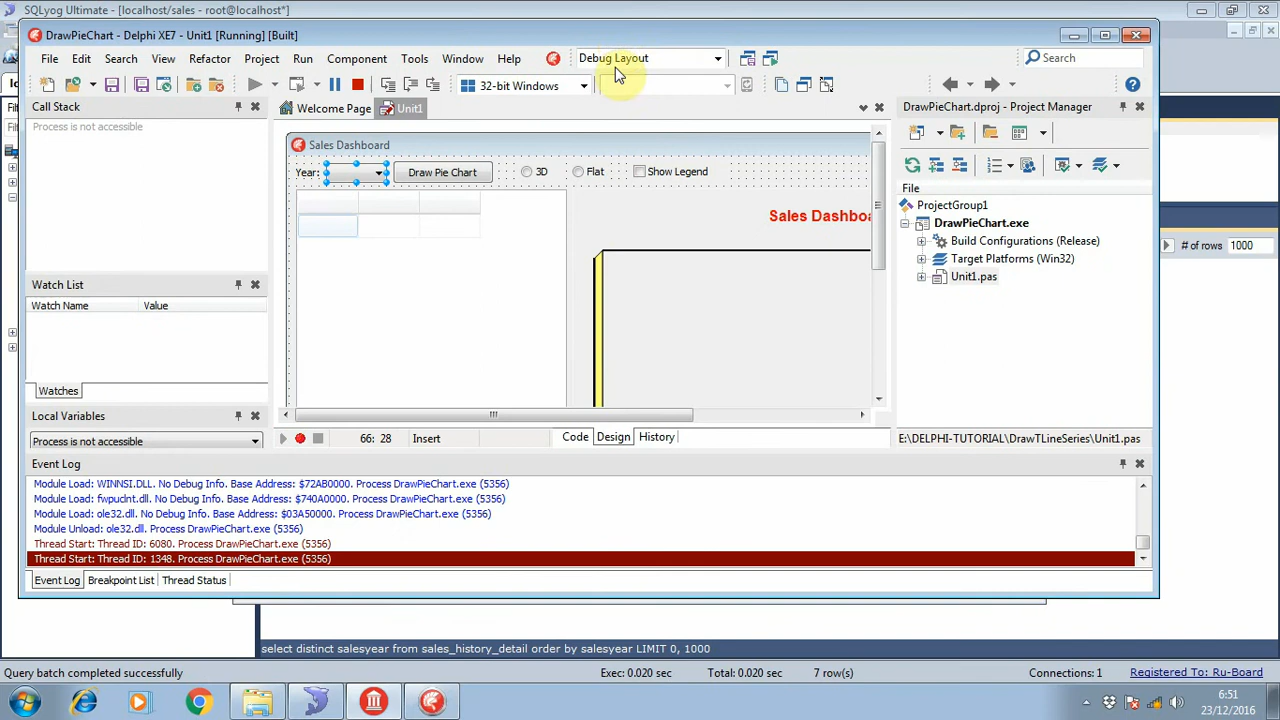 SQLyog Ultimate - [localhost/sales - root@localhost*]
DrawPieChart - Delphi XE7 - Unit1 [Running] [Built]
File Edit Search View Refactor Project Run Component Tools Window Help Debug Layout Search
32-bit Windows
Call Stack
Welcome Page Unit1
DrawPieChart.dproj - Project Manager
Process is not accessible
Sales Dashboard
Year: Draw Pie Chart 3D Flat Show Legend
File
ProjectGroup1
Sales Dashboa
DrawPieChart.exe
Build Configurations (Release)
# of rows 1000
Target Platforms (Win32)
Unit1.pas
Watch List
Watch Name Value
Watches
Local Variables
Process is not accessible
66: 28 Insert Code Design History
E:\DELPHI-TUTORIAL\DrawTLineSeries\Unit1.pas
Event Log
Module Load: WINNSI.DLL. No Debug Info. Base Address: $72AB0000. Process DrawPieChart.exe (5356)
Module Load: fwpuclnt.dll. No Debug Info. Base Address: $740A0000. Process DrawPieChart.exe (5356)
Module Load: ole32.dll. No Debug Info. Base Address: $03A50000. Process DrawPieChart.exe (5356)
Module Unload: ole32.dll. Process DrawPieChart.exe (5356)
Thread Start: Thread ID: 6080. Process DrawPieChart.exe (5356)
Thread Start: Thread ID: 1348. Process DrawPieChart.exe (5356)
Event Log Breakpoint List Thread Status
select distinct salesyear from sales_history_detail order by salesyear LIMIT 0, 1000
Query batch completed successfully Exec: 0.020 sec Total: 0.020 sec 7 row(s) Connections: 1 Registered To: Ru-Board
6:51
23/12/2016